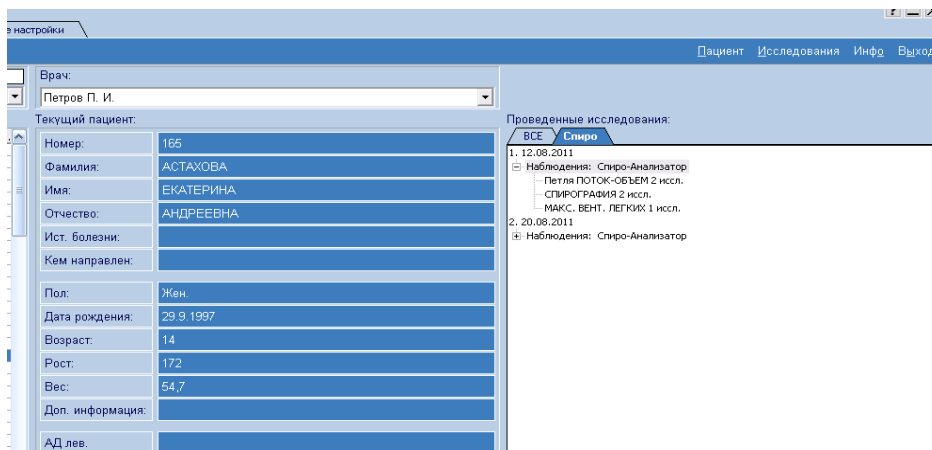 е настройки
Пациент Исследования Инфо Выход
Врач:
Петров П. И.
Текущий пациент:
Номер: 165
Фамилия: АСТАХОВА
Имя: ЕКАТЕРИНА
Отчество: АНДРЕЕВНА
Ист. болезни:
Кем направлен:
Пол: Жен.
Дата рождения: 29.9.1997
Возраст: 14
Рост: 172
Вес: 54,7
Доп. информация:
АД лев.
Проведенные исследования:
ВСЕ Спиро
1. 12.08.2011
Наблюдения: Спиро-Анализатор
Петля ПОТОК-ОБЪЕМ 2 иссл.
СПИРОГРАФИЯ 2 иссл.
МАКС. ВЕНТ. ЛЕГКИХ 1 иссл.
2. 20.08.2011
Наблюдения: Спиро-Анализатор